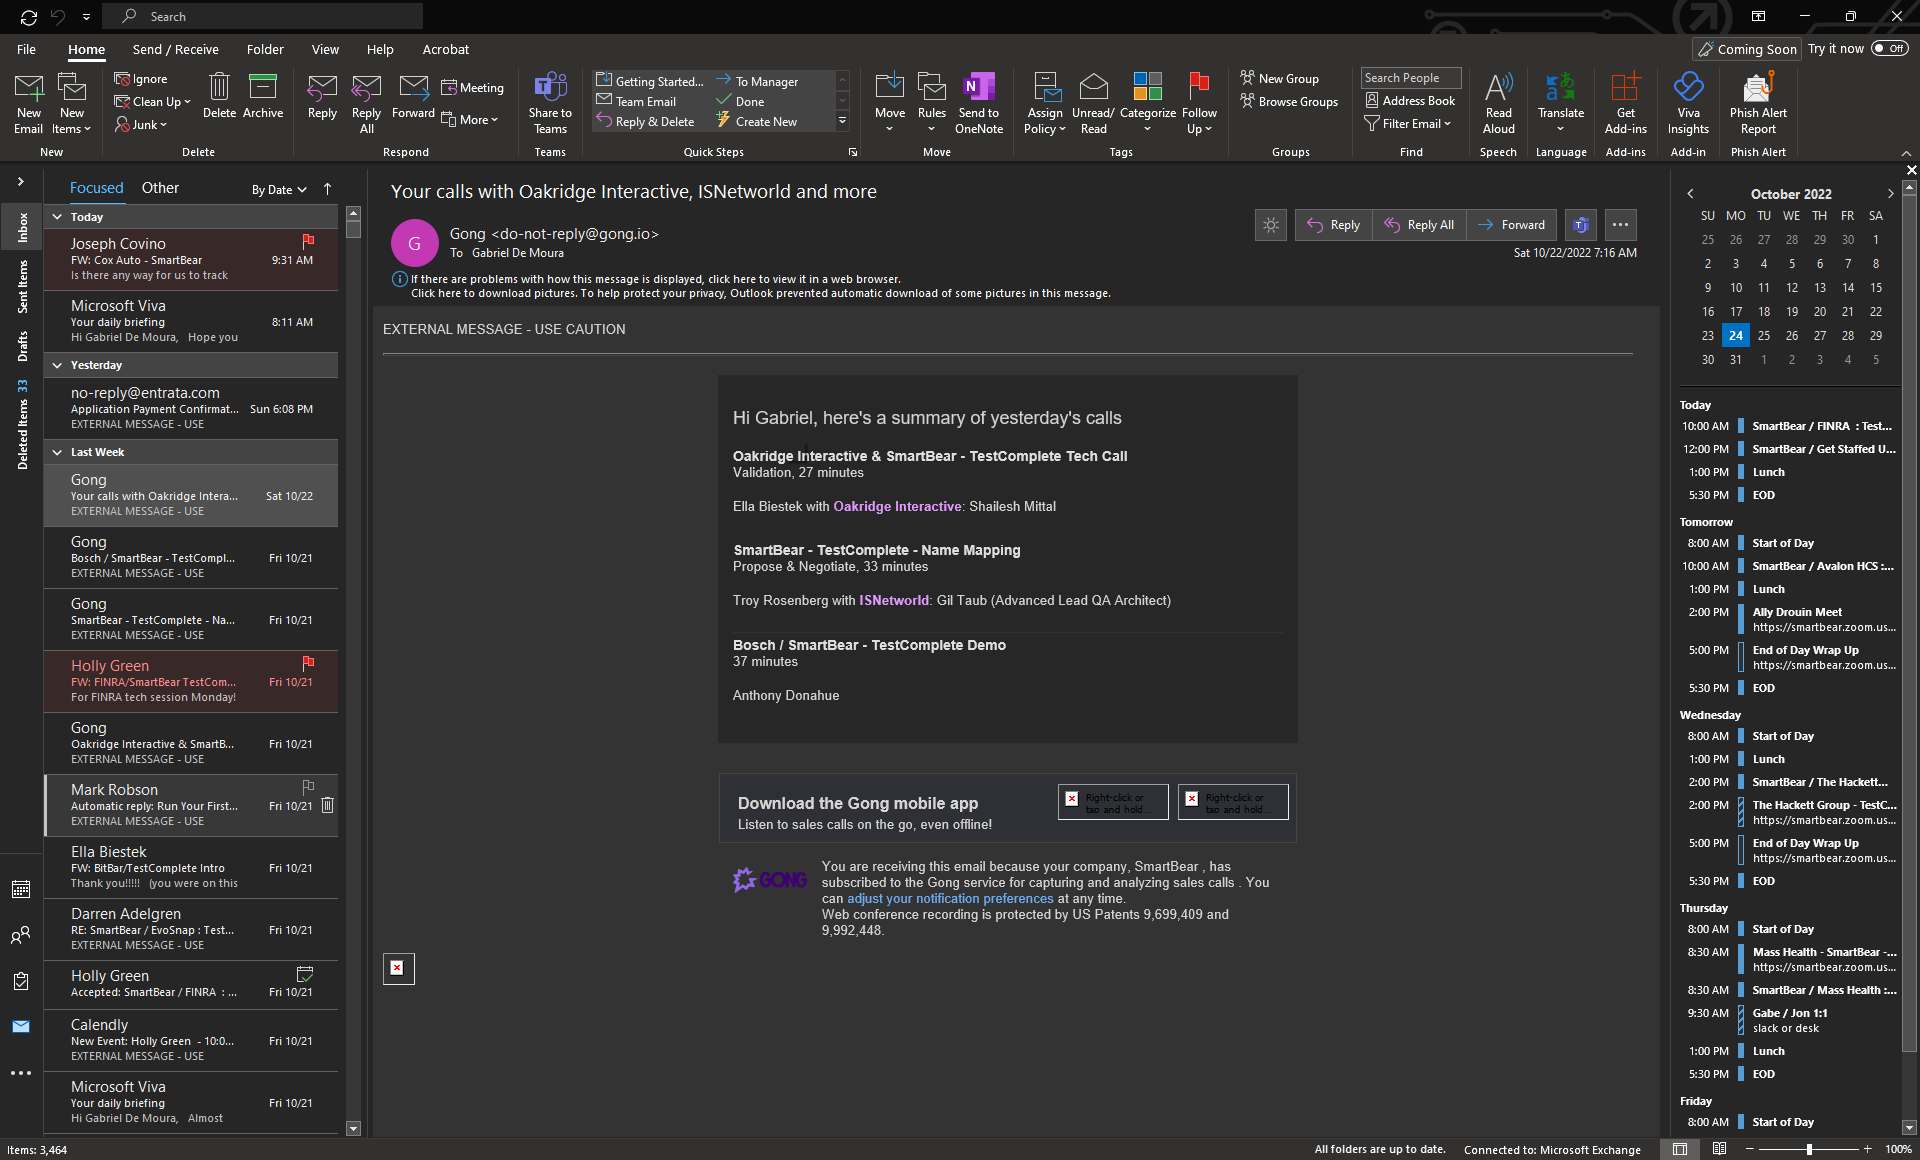 Search
File
Home
Send / Receive
Folder
View
Help
Acrobat
Coming Soon
Try it now
Off
New Email
New Items
New
Ignore
Clean Up
Junk
Delete
Archive
Delete
Reply
Reply All
Forward
Meeting
More
Respond
Share to Teams
Teams
Getting Started...
To Manager
Team Email
Done
Reply & Delete
Create New
Quick Steps
Move
Rules
Send to OneNote
Move
Assign Policy
Unread/ Read
Categorize
Follow Up
Tags
New Group
Browse Groups
Groups
Search People
Address Book
Filter Email
Find
Read Aloud
Speech
Translate
Language
Get Add-ins
Add-ins
Viva Insights
Add-in
Phish Alert Report
Phish Alert
Inbox
Sent Items
Drafts
Deleted Items 33
Focused
Other
By Date
Today
Joseph Covino
FW: Cox Auto - SmartBear
9:31 AM
Is there any way for us to track
Microsoft Viva
Your daily briefing
8:11 AM
Hi Gabriel De Moura, Hope you
Yesterday
no-reply@entrata.com
Application Payment Confirmat...
Sun 6:08 PM
EXTERNAL MESSAGE - USE
Last Week
Gong
Your calls with Oakridge Intera...
Sat 10/22
EXTERNAL MESSAGE - USE
Gong
Bosch / SmartBear - TestCompl...
Fri 10/21
EXTERNAL MESSAGE - USE
Gong
SmartBear - TestComplete - Na...
Fri 10/21
EXTERNAL MESSAGE - USE
Holly Green
FW: FINRA/SmartBear TestCom...
Fri 10/21
For FINRA tech session Monday!
Gong
Oakridge Interactive & SmartB...
Fri 10/21
EXTERNAL MESSAGE - USE
Mark Robson
Automatic reply: Run Your First...
Fri 10/21
EXTERNAL MESSAGE - USE
Ella Biestek
FW: BitBar/TestComplete Intro
Fri 10/21
Thank you!!!!! (you were on this
Darren Adelgren
RE: SmartBear / EvoSnap : Test...
Fri 10/21
EXTERNAL MESSAGE - USE
Holly Green
Accepted: SmartBear / FINRA : ...
Fri 10/21
Calendly
New Event: Holly Green - 10:0...
Fri 10/21
EXTERNAL MESSAGE - USE
Microsoft Viva
Your daily briefing
Fri 10/21
Hi Gabriel De Moura, Almost
Your calls with Oakridge Interactive, ISNetworld and more
G
Gong <do-not-reply@gong.io>
To Gabriel De Moura
Reply
Reply All
Forward
Sat 10/22/2022 7:16 AM
If there are problems with how this message is displayed, click here to view it in a web browser.
Click here to download pictures. To help protect your privacy, Outlook prevented automatic download of some pictures in this message.
EXTERNAL MESSAGE - USE CAUTION
Hi Gabriel, here's a summary of yesterday's calls
Oakridge Interactive & SmartBear - TestComplete Tech Call
Validation, 27 minutes
Ella Biestek with Oakridge Interactive: Shailesh Mittal
SmartBear - TestComplete - Name Mapping
Propose & Negotiate, 33 minutes
Troy Rosenberg with ISNetworld: Gil Taub (Advanced Lead QA Architect)
Bosch / SmartBear - TestComplete Demo
37 minutes
Anthony Donahue
Download the Gong mobile app
Listen to sales calls on the go, even offline!
Right-click or tap and hold...
Right-click or tap and hold...
GONG
You are receiving this email because your company, SmartBear , has
subscribed to the Gong service for capturing and analyzing sales calls . You
can adjust your notification preferences at any time.
Web conference recording is protected by US Patents 9,699,409 and
9,992,448.
October 2022
SU MO TU WE TH FR SA
25 26 27 28 29 30 1
2 3 4 5 6 7 8
9 10 11 12 13 14 15
16 17 18 19 20 21 22
23 24 25 26 27 28 29
30 31 1 2 3 4 5
Today
10:00 AM SmartBear / FINRA : Test...
12:00 PM SmartBear / Get Staffed U...
1:00 PM Lunch
5:30 PM EOD
Tomorrow
8:00 AM Start of Day
10:00 AM SmartBear / Avalon HCS :...
1:00 PM Lunch
2:00 PM Ally Drouin Meet
https://smartbear.zoom.us...
5:00 PM End of Day Wrap Up
https://smartbear.zoom.us...
5:30 PM EOD
Wednesday
8:00 AM Start of Day
1:00 PM Lunch
2:00 PM SmartBear / The Hackett...
2:00 PM The Hackett Group - TestC...
https://smartbear.zoom.us...
5:00 PM End of Day Wrap Up
https://smartbear.zoom.us...
5:30 PM EOD
Thursday
8:00 AM Start of Day
8:30 AM Mass Health - SmartBear -...
https://smartbear.zoom.us...
8:30 AM SmartBear / Mass Health :...
9:30 AM Gabe / Jon 1:1
slack or desk
1:00 PM Lunch
5:30 PM EOD
Friday
8:00 AM Start of Day
Items: 3,464
All folders are up to date.
Connected to: Microsoft Exchange
100%